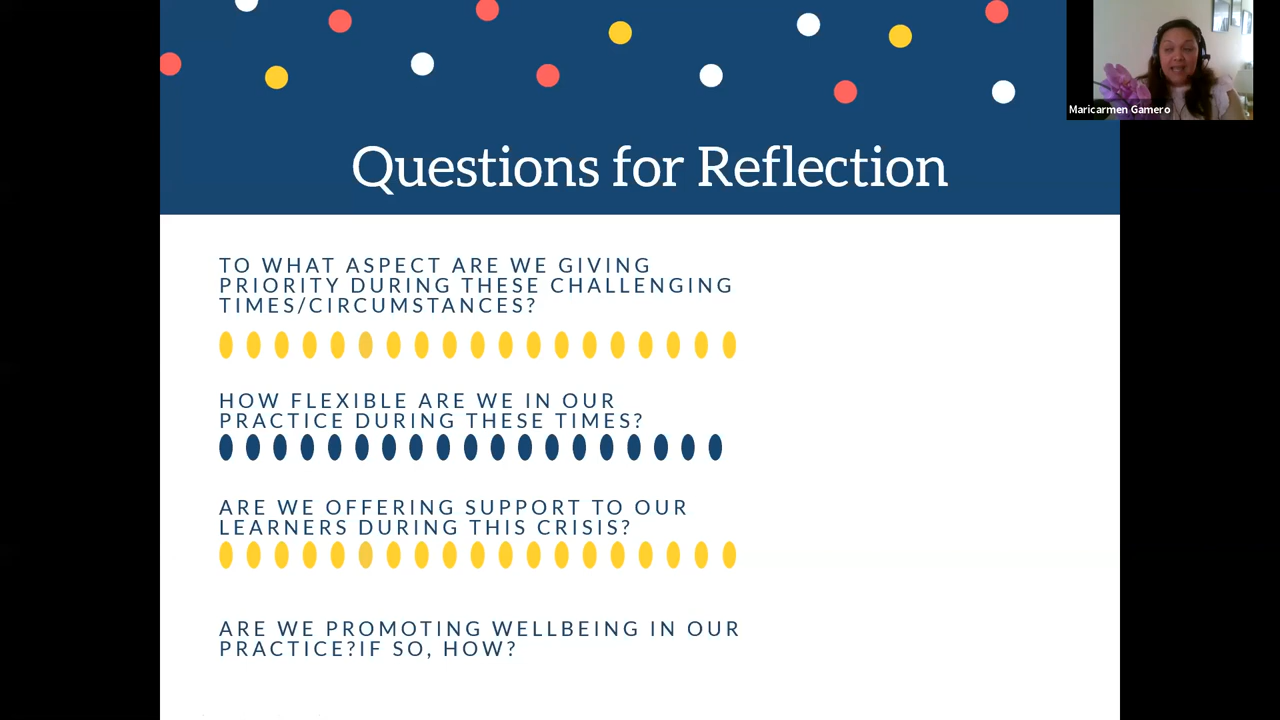 Maricarmen Gamero
Questions for Reflection
TO WHAT ASPECT ARE WE GIVING
PRIORITY DURING THESE CHALLENGING
TIMES/CIRCUMSTANCES?
HOW FLEXIBLE ARE WE IN OUR
PRACTICE DURING THESE TIMES?
ARE WE OFFERING SUPPORT TO OUR
LEARNERS DURING THIS CRISIS?
ARE WE PROMOTING WELLBEING IN OUR
PRACTICE?IF SO, HOW?